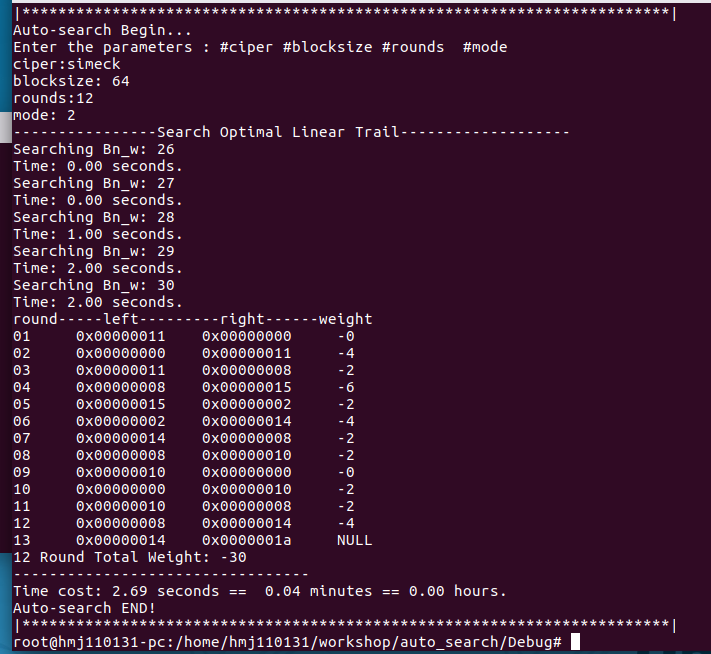 |************************************************************************|
Auto-search Begin...
Enter the parameters : #ciper #blocksize #rounds  #mode
ciper:simeck
blocksize: 64
rounds:12
mode: 2
----------------Search Optimal Linear Trail-------------------
Searching Bn_w: 26
Time: 0.00 seconds.
Searching Bn_w: 27
Time: 0.00 seconds.
Searching Bn_w: 28
Time: 1.00 seconds.
Searching Bn_w: 29
Time: 2.00 seconds.
Searching Bn_w: 30
Time: 2.00 seconds.
round-----left---------right------weight
01     0x00000011    0x00000000     -0
02     0x00000000    0x00000011     -4
03     0x00000011    0x00000008     -2
04     0x00000008    0x00000015     -6
05     0x00000015    0x00000002     -2
06     0x00000002    0x00000014     -4
07     0x00000014    0x00000008     -2
08     0x00000008    0x00000010     -2
09     0x00000010    0x00000000     -0
10     0x00000000    0x00000010     -2
11     0x00000010    0x00000008     -2
12     0x00000008    0x00000014     -4
13     0x00000014    0x0000001a     NULL
12 Round Total Weight: -30
---------------------------------
Time cost: 2.69 seconds ==  0.04 minutes == 0.00 hours.
Auto-search END!
|************************************************************************|
root@hmj110131-pc:/home/hmj110131/workshop/auto_search/Debug#